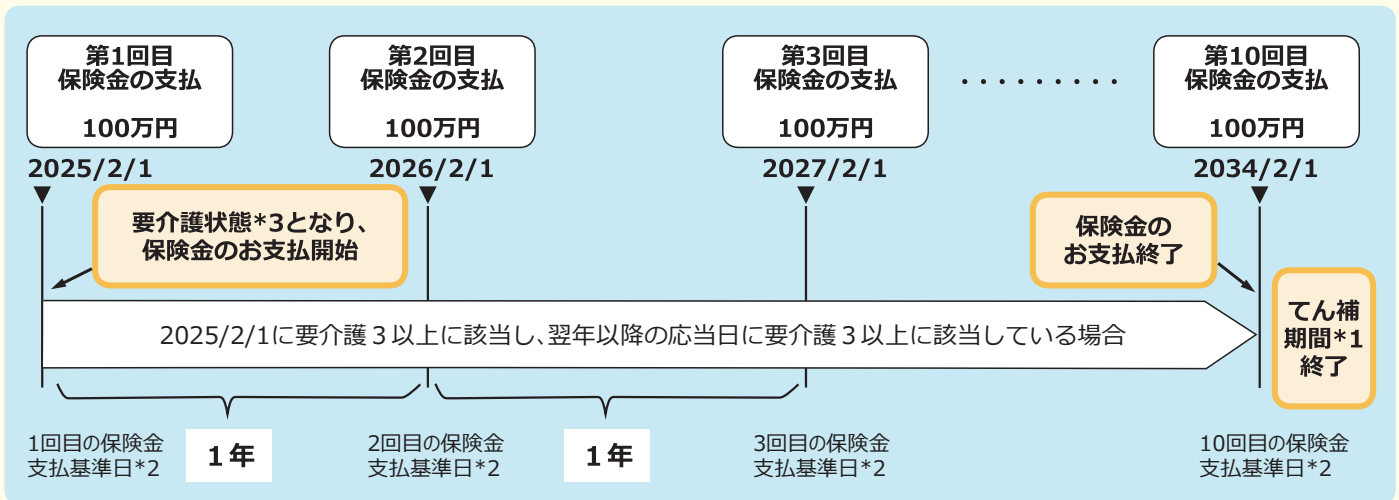 第1回目
保険金の支払
100万円
第2回目
保険金の支払
100万円
第3回目
保険金の支払
100万円
・・・・・・・・・
第10回目
保険金の支払
100万円
2025/2/1
2026/2/1
2027/2/1
2034/2/1
要介護状態*3となり、
保険金のお支払開始
保険金の
お支払終了
2025/2/1に要介護３以上に該当し、翌年以降の応当日に要介護３以上に該当している場合
てん補
期間*1
終了
1回目の保険金
支払基準日*2
１年
2回目の保険金
支払基準日*2
１年
3回目の保険金
支払基準日*2
10回目の保険金
支払基準日*2